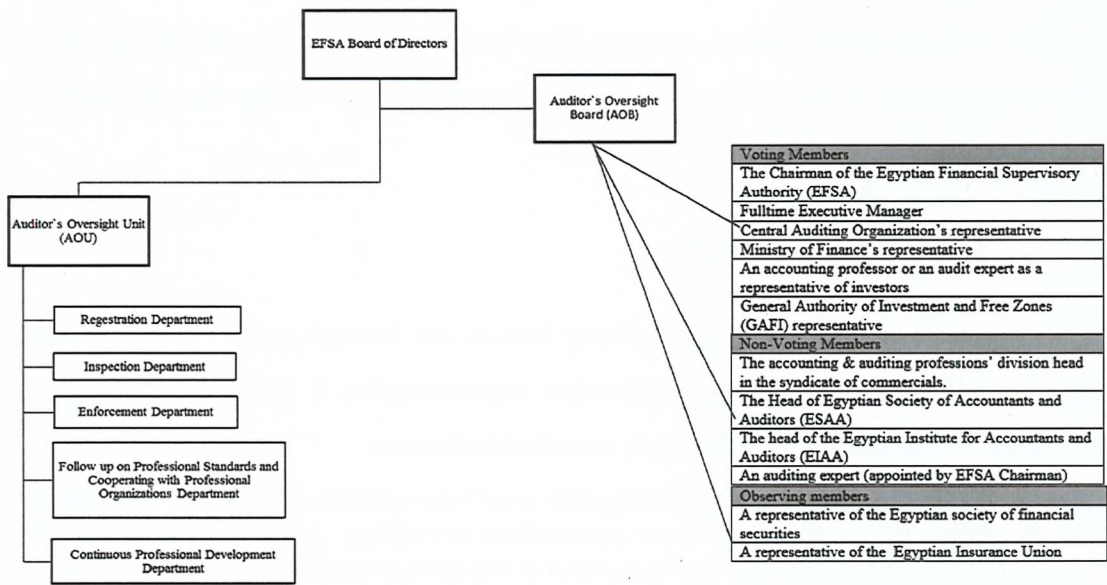 EFSA Board of Directors
Auditor`s Oversight
Board (AOB)
Auditor`s Oversight Unit
(AOU)
Regestration Department
Inspection Department
Enforcement Department
Follow up on Professional Standards and
Cooperating with Professional
Organizations Department
Continuous Professional Development
Department
Voting Members
The Chairman of the Egyptian Financial Supervisory
Authority (EFSA)
Fulltime Executive Manager
Central Auditing Organization’s representative
Ministry of Finance’s representative
An accounting professor or an audit expert as a
representative of investors
General Authority of Investment and Free Zones
(GAFI) representative
Non-Voting Members
The accounting & auditing professions’ division head
in the syndicate of commercials.
The Head of Egyptian Society of Accountants and
Auditors (ESAA)
The head of the Egyptian Institute for Accountants and
Auditors (EIAA)
An auditing expert (appointed by EFSA Chairman)
Observing members
A representative of the Egyptian society of financial
securities
A representative of the Egyptian Insurance Union